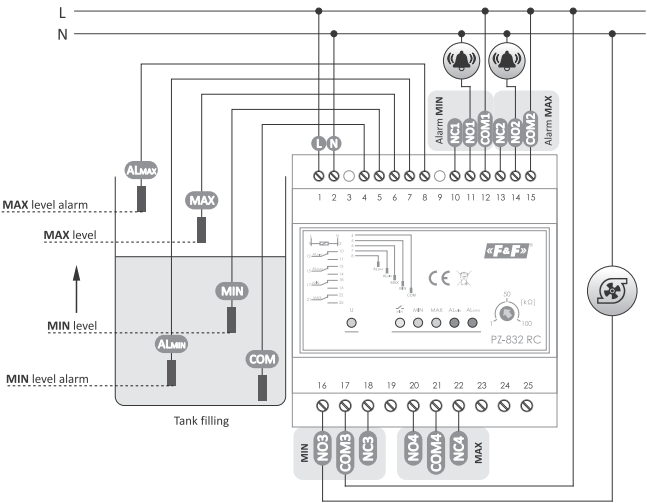 L
N
Alarm MIN
NC1
NO1
COM1
NC2
NO2
COM2
Alarm MAX
L N
1 2 3 4 5 6 7 8 9 10 11 12 13 14 15
ALMAX
MAX
MAX level alarm
MAX level
MIN
MIN level
ALMIN
COM
MIN level alarm
Tank filling
«F&F»®
CE
U
MIN
MAX
50
[kΩ]
1
100
PZ-832 RC
16 17 18 19 20 21 22 23 24 25
MIN
NO3
COM3
NC3
NO4
COM4
NC4
MAX